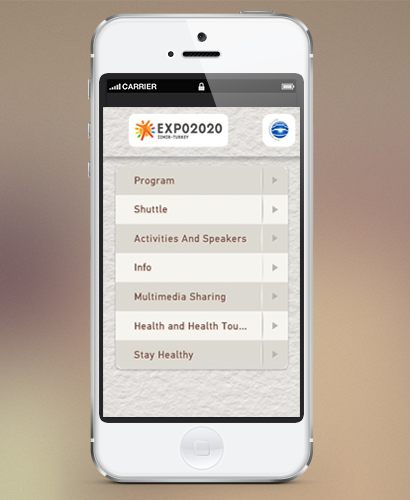 CARRIER
EXPO2020
IZMIR-TURKEY
Program
Shuttle
Activities And Speakers
Info
Multimedia Sharing
Health and Health Tou...
Stay Healthy